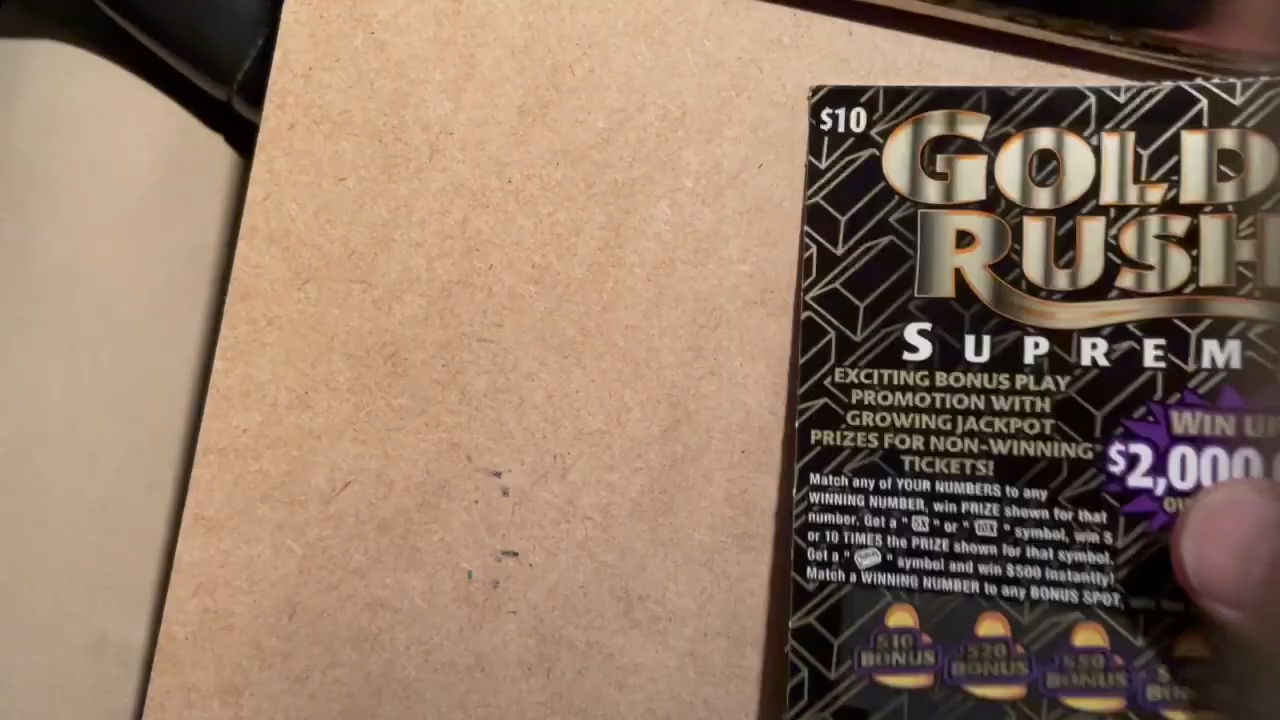 $10
GOLD
RUSH
SUPREM
EXCITING BONUS PLAY
PROMOTION WITH
GROWING JACKPOT
PRIZES FOR NON-WINNING
TICKETS!
WIN UP
$2,000,
Match any of YOUR NUMBERS to any
WINNING NUMBER, win PRIZE shown for that
number. Get a "5X" or "10X" symbol, win 5
or 10 TIMES the PRIZE shown for that symbol.
Get a " " symbol and win $500 instantly!
Match a WINNING NUMBER to any BONUS SPOT,
$10
BONUS
$20
BONUS
$50
BONUS